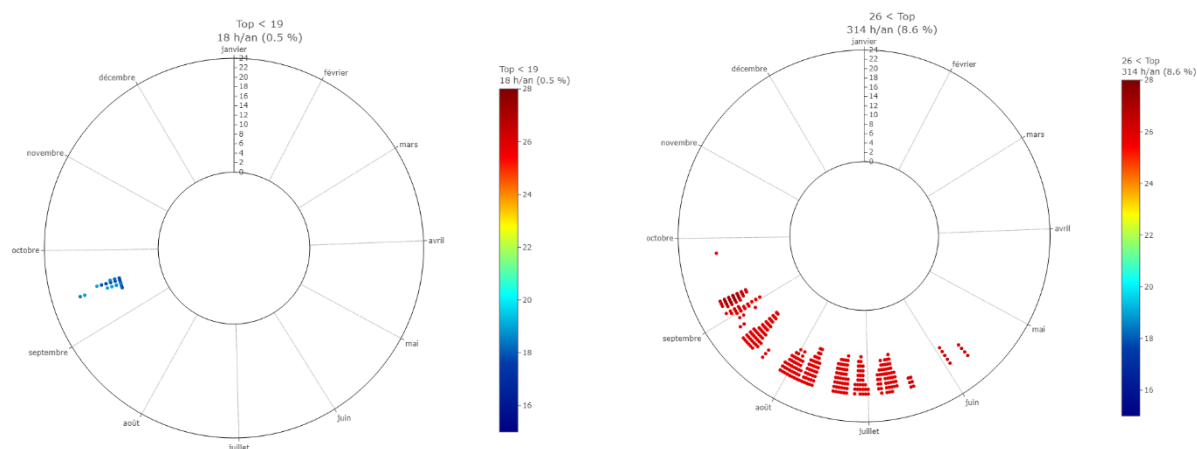 Top < 19
18 h/an (0.5 %)
janvier
février
mars
avril
mai
juin
juillet
août
septembre
octobre
novembre
décembre
24
22
20
18
16
14
12
10
8
6
4
2
0
Top < 19
18 h/an (0.5 %)
28
26
24
22
20
18
16
26 < Top
314 h/an (8.6 %)
janvier
février
mars
avril
mai
juin
juillet
août
septembre
octobre
novembre
décembre
24
22
20
18
16
14
12
10
8
6
4
2
0
26 < Top
314 h/an (8.6 %)
28
26
24
22
20
18
16